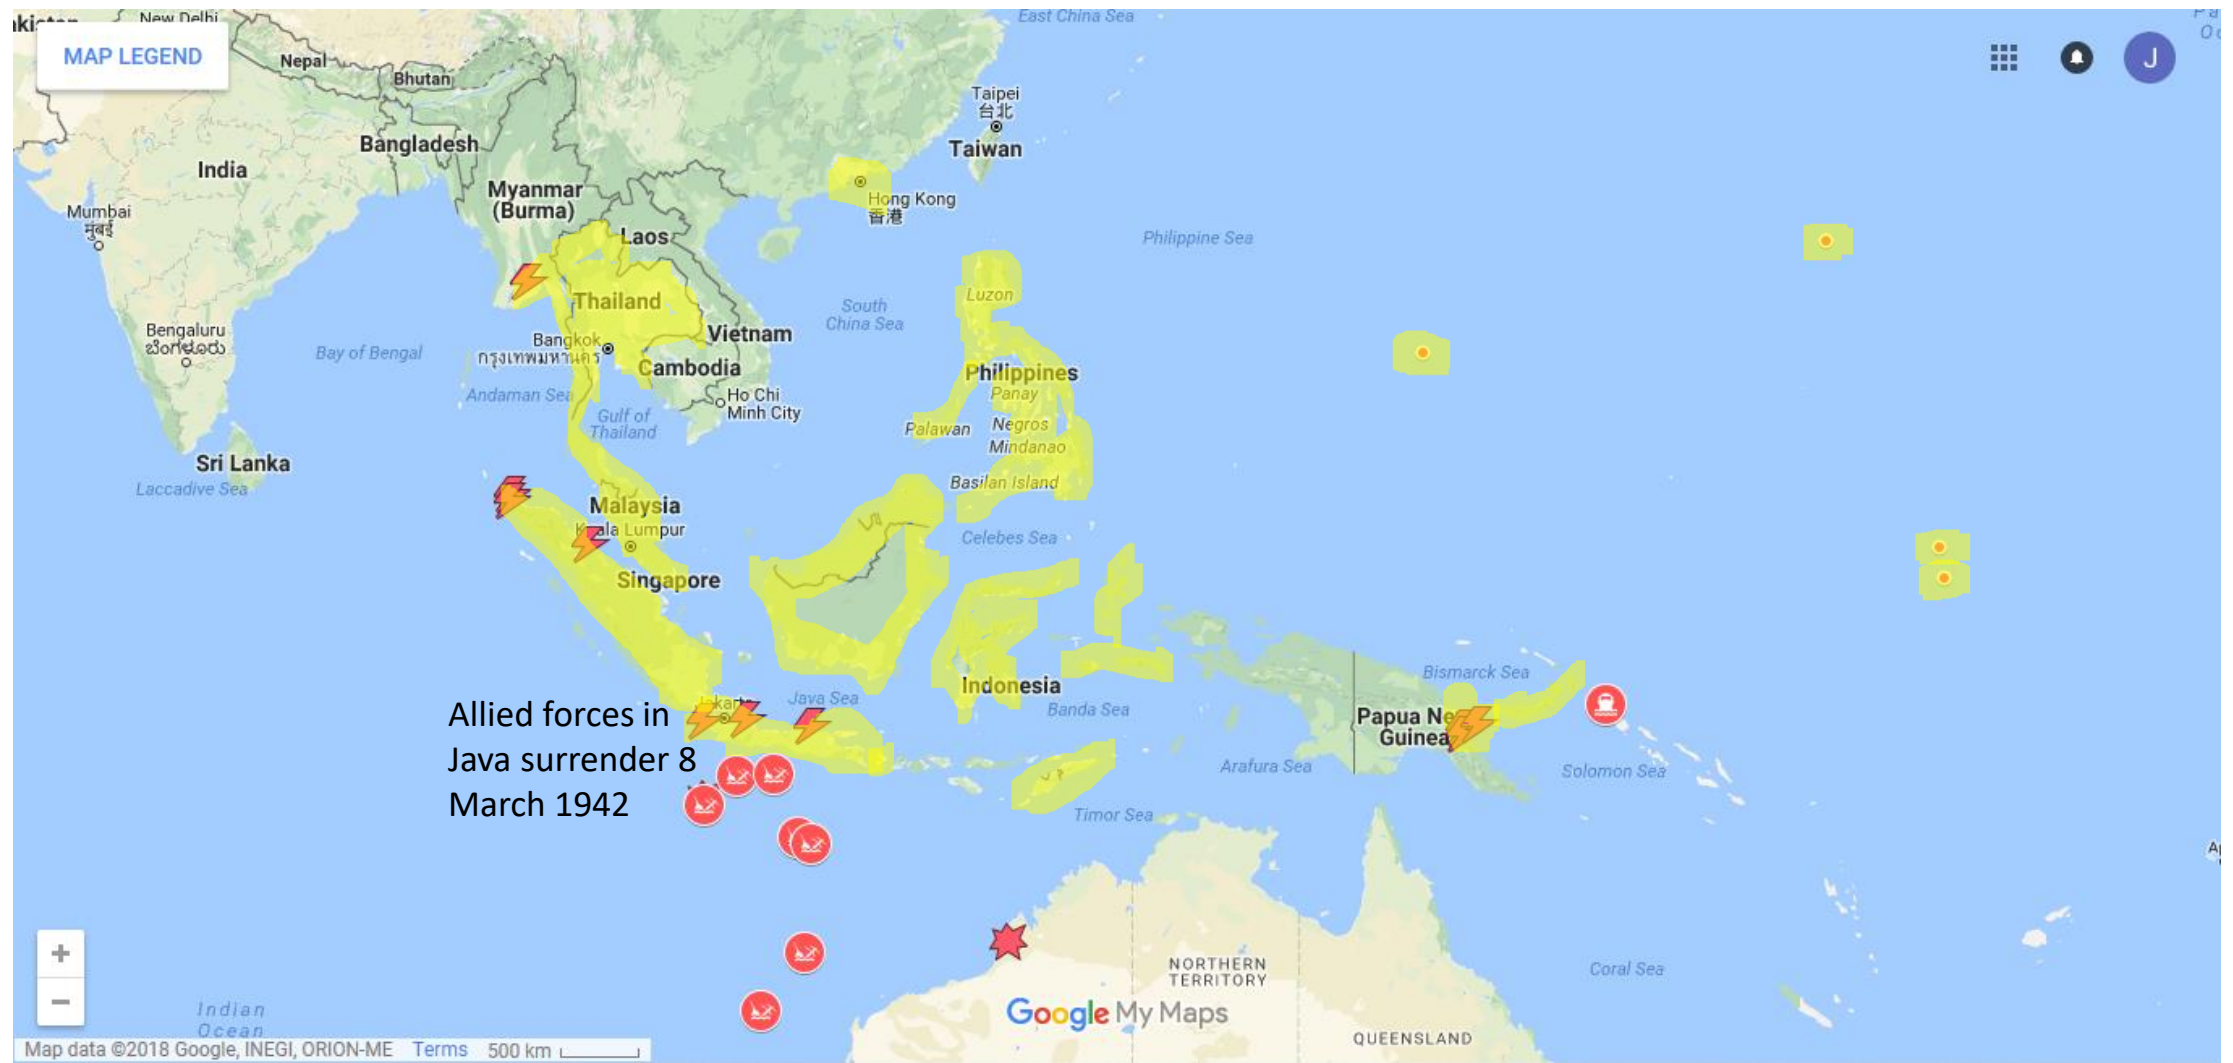 New Delhi
East China Sea
MAP LEGEND
Nepal
Bhutan
J
Taipei
台北
Bangladesh
Taiwan
India
Myanmar
(Burma)
Hong Kong
香港
Mumbai
मुंबई
Laos
Philippine Sea
Thailand
Luzon
South
China Sea
Bengaluru
ಬೆಂಗಳೂರು
Bay of Bengal
Bangkok
กรุงเทพมหานคร
Vietnam
Cambodia
Philippines
Panay
Andaman Sea
Ho Chi
Minh City
Gulf of
Thailand
Palawan
Negros
Mindanao
Sri Lanka
Laccadive Sea
Basilan Island
Malaysia
Kuala Lumpur
Celebes Sea
Singapore
Indonesia
Bismarck Sea
Jakarta
Java Sea
Banda Sea
Papua New
Guinea
Allied forces in
Java surrender 8
March 1942
Arafura Sea
Solomon Sea
Timor Sea
NORTHERN
TERRITORY
Coral Sea
+
−
Indian
Ocean
Google My Maps
QUEENSLAND
Map data ©2018 Google, INEGI, ORION-ME Terms 500 km